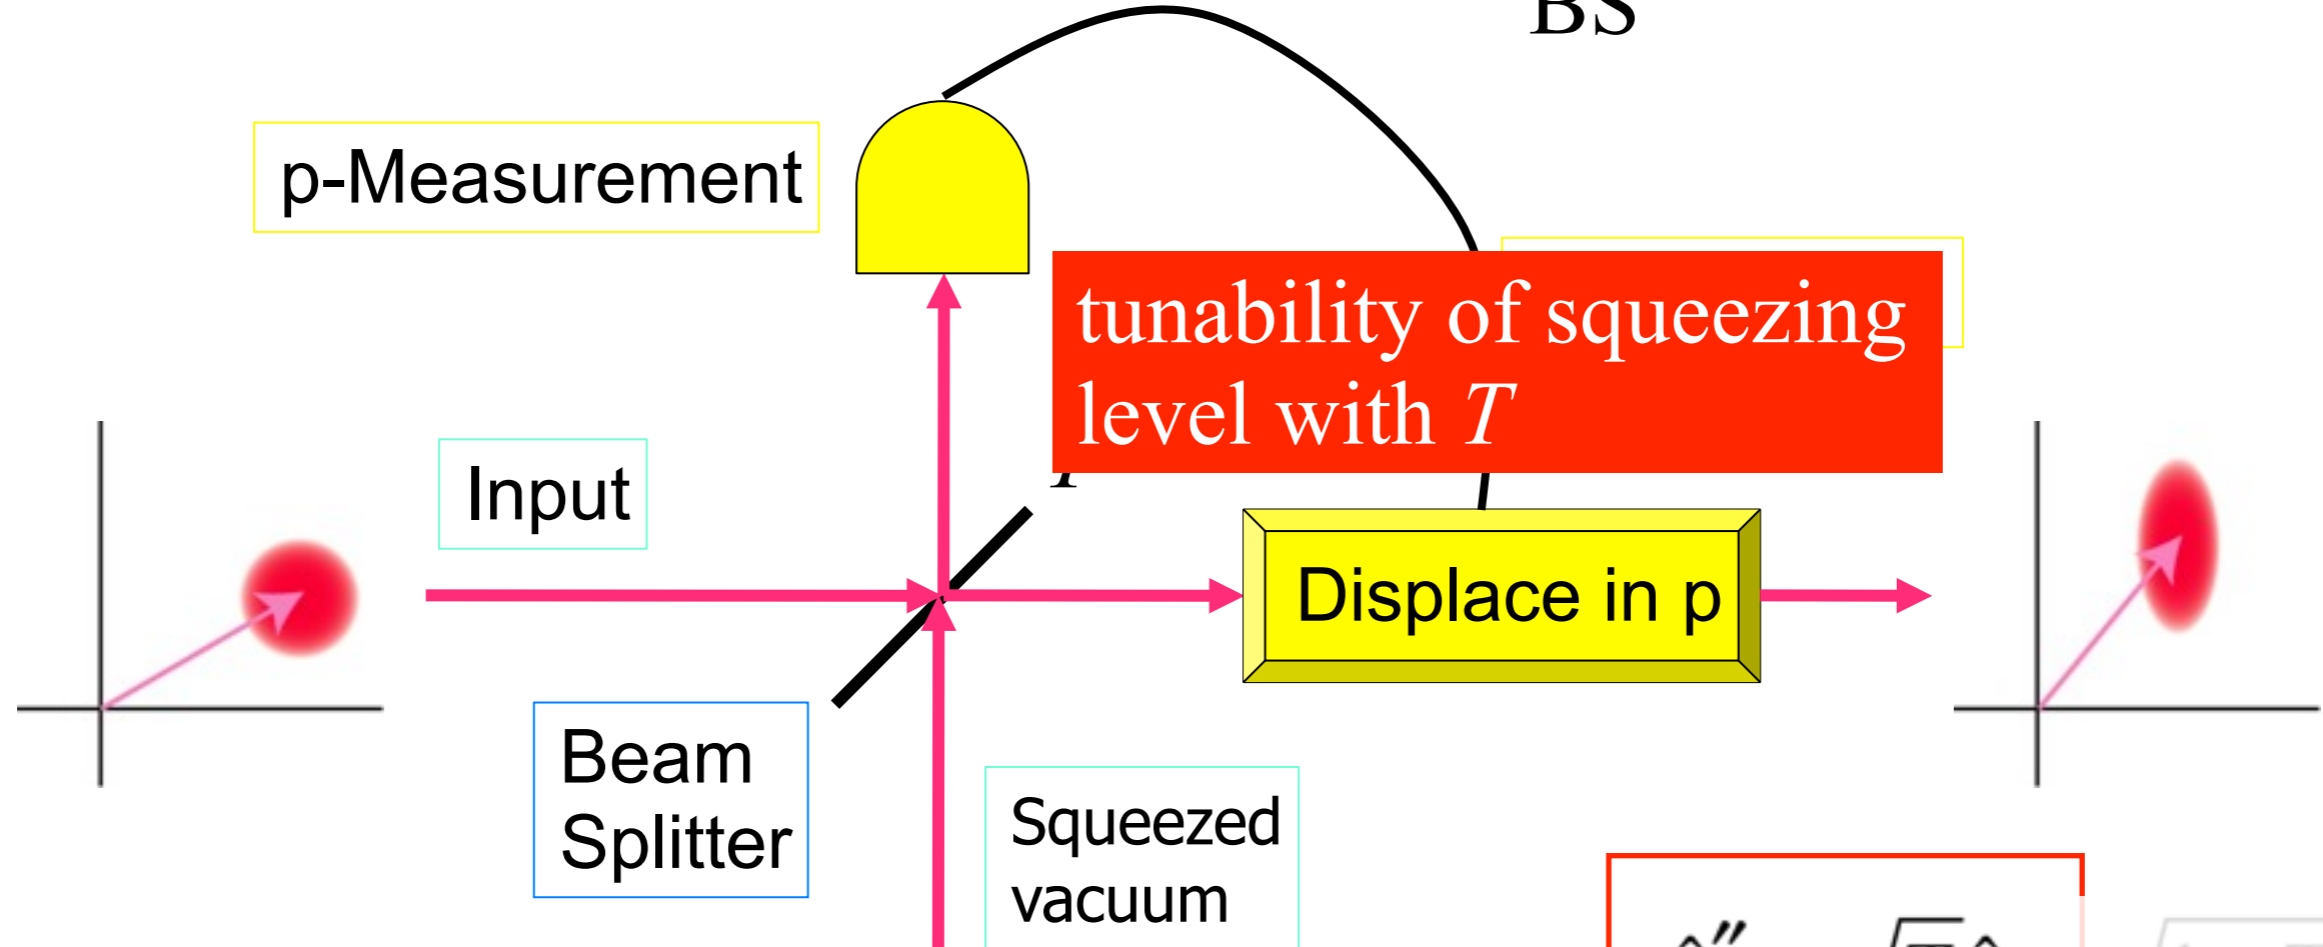 BS
p-Measurement
tunability of squeezing
level with T
Input
Displace in p
Beam
Splitter
Squeezed
vacuum